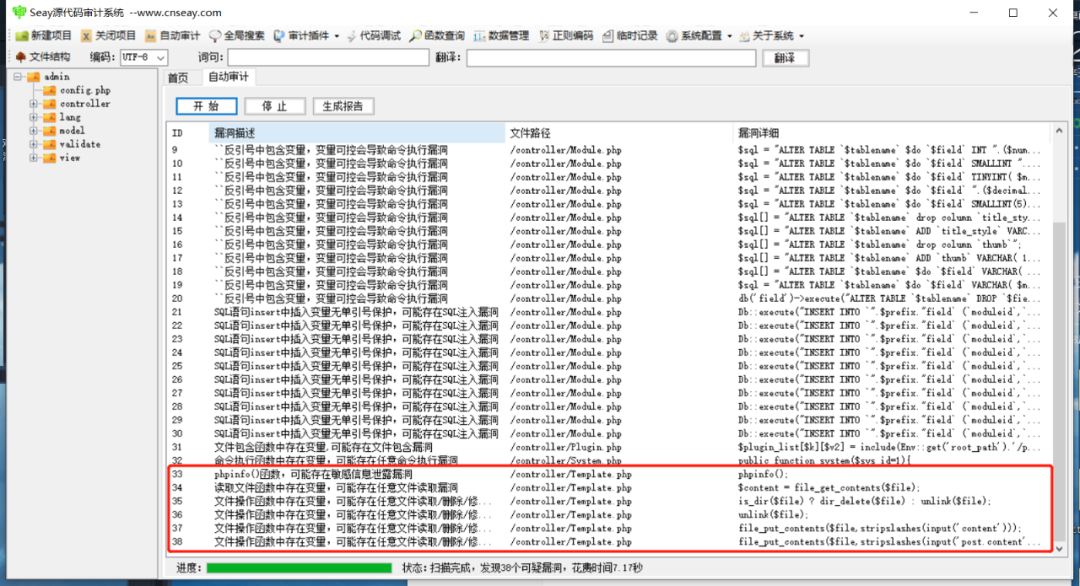 Seay源代码审计系统 --www.cnseay.com
新建项目 关闭项目 自动审计 全局搜索 审计插件 代码调试 函数查询 数据管理 正则编码 临时记录 系统配置 关于系统
文件结构 编码: UTF-8 词句: 翻译: 翻译
admin
config.php
controller
lang
model
validate
view
首页 自动审计
开 始 停 止 生成报告
ID 漏洞描述 文件路径 漏洞详细
9 ``反引号中包含变量，变量可控会导致命令执行漏洞 /controller/Module.php $sql = "ALTER TABLE `$tablename` $do `$field` INT ".($num...
10 ``反引号中包含变量，变量可控会导致命令执行漏洞 /controller/Module.php $sql = "ALTER TABLE `$tablename` $do `$field` SMALLINT "....
11 ``反引号中包含变量，变量可控会导致命令执行漏洞 /controller/Module.php $sql = "ALTER TABLE `$tablename` $do `$field` TINYINT( $m...
12 ``反引号中包含变量，变量可控会导致命令执行漏洞 /controller/Module.php $sql = "ALTER TABLE `$tablename` $do `$field` ".($decimal...
13 ``反引号中包含变量，变量可控会导致命令执行漏洞 /controller/Module.php $sql = "ALTER TABLE `$tablename` $do `$field` SMALLINT(5)...
14 ``反引号中包含变量，变量可控会导致命令执行漏洞 /controller/Module.php $sql[] = "ALTER TABLE `$tablename` drop column `title_sty...
15 ``反引号中包含变量，变量可控会导致命令执行漏洞 /controller/Module.php $sql[] = "ALTER TABLE `$tablename` ADD `title_style` VARC...
16 ``反引号中包含变量，变量可控会导致命令执行漏洞 /controller/Module.php $sql[] = "ALTER TABLE `$tablename` drop column `thumb`";
17 ``反引号中包含变量，变量可控会导致命令执行漏洞 /controller/Module.php $sql[] = "ALTER TABLE `$tablename` ADD `thumb` VARCHAR( 1...
18 ``反引号中包含变量，变量可控会导致命令执行漏洞 /controller/Module.php $sql[] = "ALTER TABLE `$tablename` $do `$field` VARCHAR( ...
19 ``反引号中包含变量，变量可控会导致命令执行漏洞 /controller/Module.php $sql = "ALTER TABLE `$tablename` $do `$field` VARCHAR( $m...
20 ``反引号中包含变量，变量可控会导致命令执行漏洞 /controller/Module.php db('field')->execute("ALTER TABLE `$tablename` DROP `$fie...
21 SQL语句insert中插入变量无单引号保护，可能存在SQL注入漏洞 /controller/Module.php Db::execute("INSERT INTO `".$prefix."field` (`moduleid`,`...
22 SQL语句insert中插入变量无单引号保护，可能存在SQL注入漏洞 /controller/Module.php Db::execute("INSERT INTO `".$prefix."field` (`moduleid`,`...
23 SQL语句insert中插入变量无单引号保护，可能存在SQL注入漏洞 /controller/Module.php Db::execute("INSERT INTO `".$prefix."field` (`moduleid`,`...
24 SQL语句insert中插入变量无单引号保护，可能存在SQL注入漏洞 /controller/Module.php Db::execute("INSERT INTO `".$prefix."field` (`moduleid`,`...
25 SQL语句insert中插入变量无单引号保护，可能存在SQL注入漏洞 /controller/Module.php Db::execute("INSERT INTO `".$prefix."field` (`moduleid`,`...
26 SQL语句insert中插入变量无单引号保护，可能存在SQL注入漏洞 /controller/Module.php Db::execute("INSERT INTO `".$prefix."field` (`moduleid`,`...
27 SQL语句insert中插入变量无单引号保护，可能存在SQL注入漏洞 /controller/Module.php Db::execute("INSERT INTO `".$prefix."field` (`moduleid`,`...
28 SQL语句insert中插入变量无单引号保护，可能存在SQL注入漏洞 /controller/Module.php Db::execute("INSERT INTO `".$prefix."field` (`moduleid`,`...
29 SQL语句insert中插入变量无单引号保护，可能存在SQL注入漏洞 /controller/Module.php Db::execute("INSERT INTO `".$prefix."field` (`moduleid`,`...
30 SQL语句insert中插入变量无单引号保护，可能存在SQL注入漏洞 /controller/Module.php Db::execute("INSERT INTO `".$prefix."field` (`moduleid`,`...
31 文件包含函数中存在变量,可能存在文件包含漏洞 /controller/Plugin.php $plugin_list[$k][$v2] = include(Env::get('root_path').'/p...
32 命令执行函数中存在变量，可能存在任意命令执行漏洞 /controller/System.php public function system($sys_id=1){
33 phpinfo()函数，可能存在敏感信息泄露漏洞 /controller/Template.php phpinfo();
34 读取文件函数中存在变量，可能存在任意文件读取漏洞 /controller/Template.php $content = file_get_contents($file);
35 文件操作函数中存在变量，可能存在任意文件读取/删除/修... /controller/Template.php is_dir($file) ? dir_delete($file) : unlink($file);
36 文件操作函数中存在变量，可能存在任意文件读取/删除/修... /controller/Template.php unlink($file);
37 文件操作函数中存在变量，可能存在任意文件读取/删除/修... /controller/Template.php file_put_contents($file,stripslashes(input('content')));
38 文件操作函数中存在变量，可能存在任意文件读取/删除/修... /controller/Template.php file_put_contents($file,stripslashes(input('post.content'...
进度: 状态: 扫描完成，发现38个可疑漏洞，花费时间7.17秒